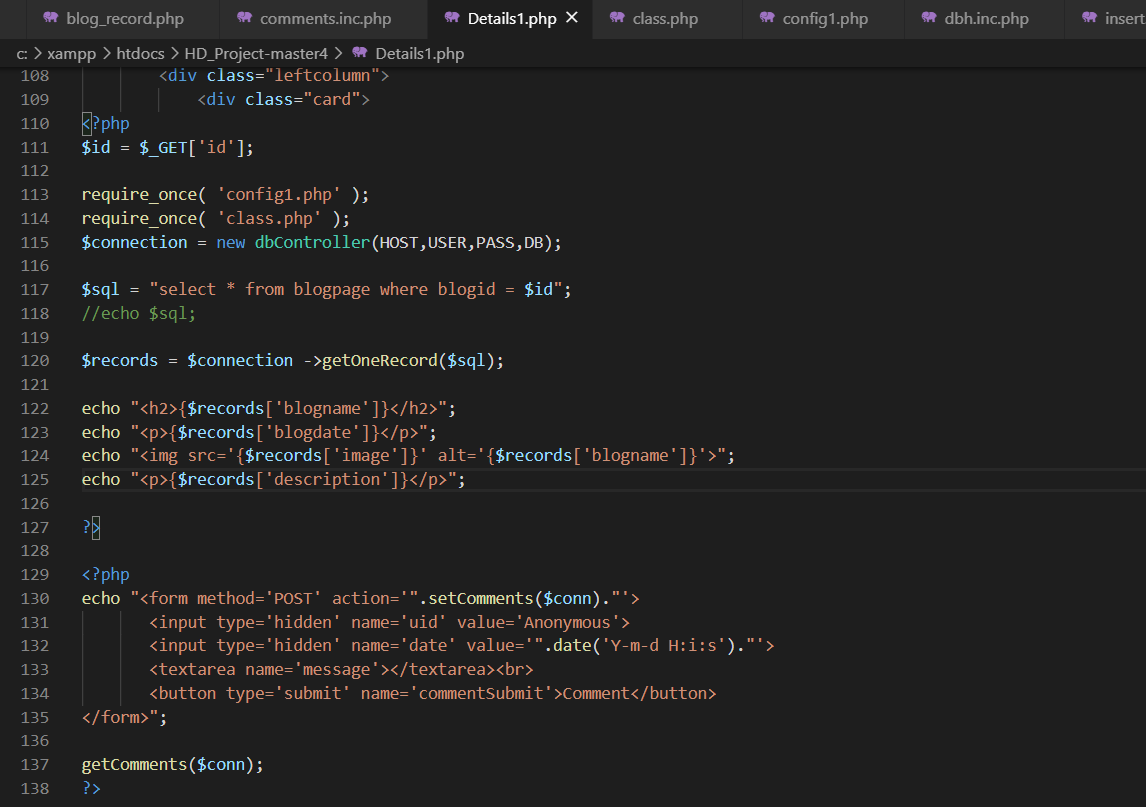 blog_record.php comments.inc.php Details1.php × class.php config1.php dbh.inc.php insert
c: > xampp > htdocs > HD_Project-master4 > Details1.php
108 <div class="leftcolumn">
109 <div class="card">
110 <?php
111 $id = $_GET['id'];
112
113 require_once( 'config1.php' );
114 require_once( 'class.php' );
115 $connection = new dbController(HOST,USER,PASS,DB);
116
117 $sql = "select * from blogpage where blogid = $id";
118 //echo $sql;
119
120 $records = $connection ->getOneRecord($sql);
121
122 echo "<h2>{$records['blogname']}</h2>";
123 echo "<p>{$records['blogdate']}</p>";
124 echo "<img src='{$records['image']}' alt='{$records['blogname']}'>";
125 echo "<p>{$records['description']}</p>";
126
127 ?>
128
129 <?php
130 echo "<form method='POST' action='".setComments($conn)."'>
131 <input type='hidden' name='uid' value='Anonymous'>
132 <input type='hidden' name='date' value='".date('Y-m-d H:i:s')."'>
133 <textarea name='message'></textarea><br>
134 <button type='submit' name='commentSubmit'>Comment</button>
135 </form>";
136
137 getComments($conn);
138 ?>